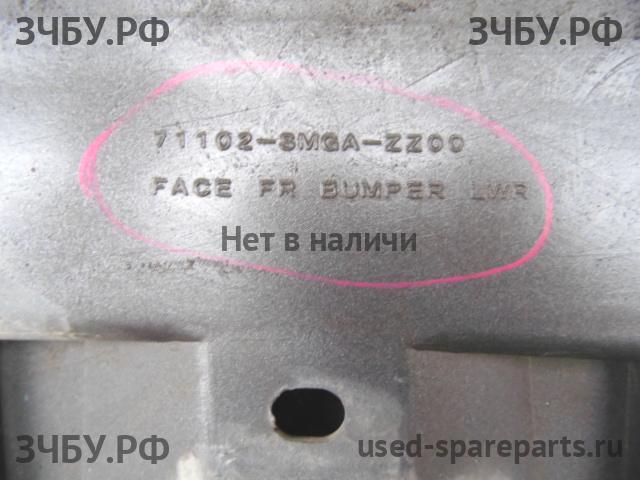 ЗЧБУ.РФ ЗЧБУ.РФ
71102-SMGA-ZZ00
FACE FR BUMPER LWR
Нет в наличи
ЗЧБУ.РФ used-spareparts.ru